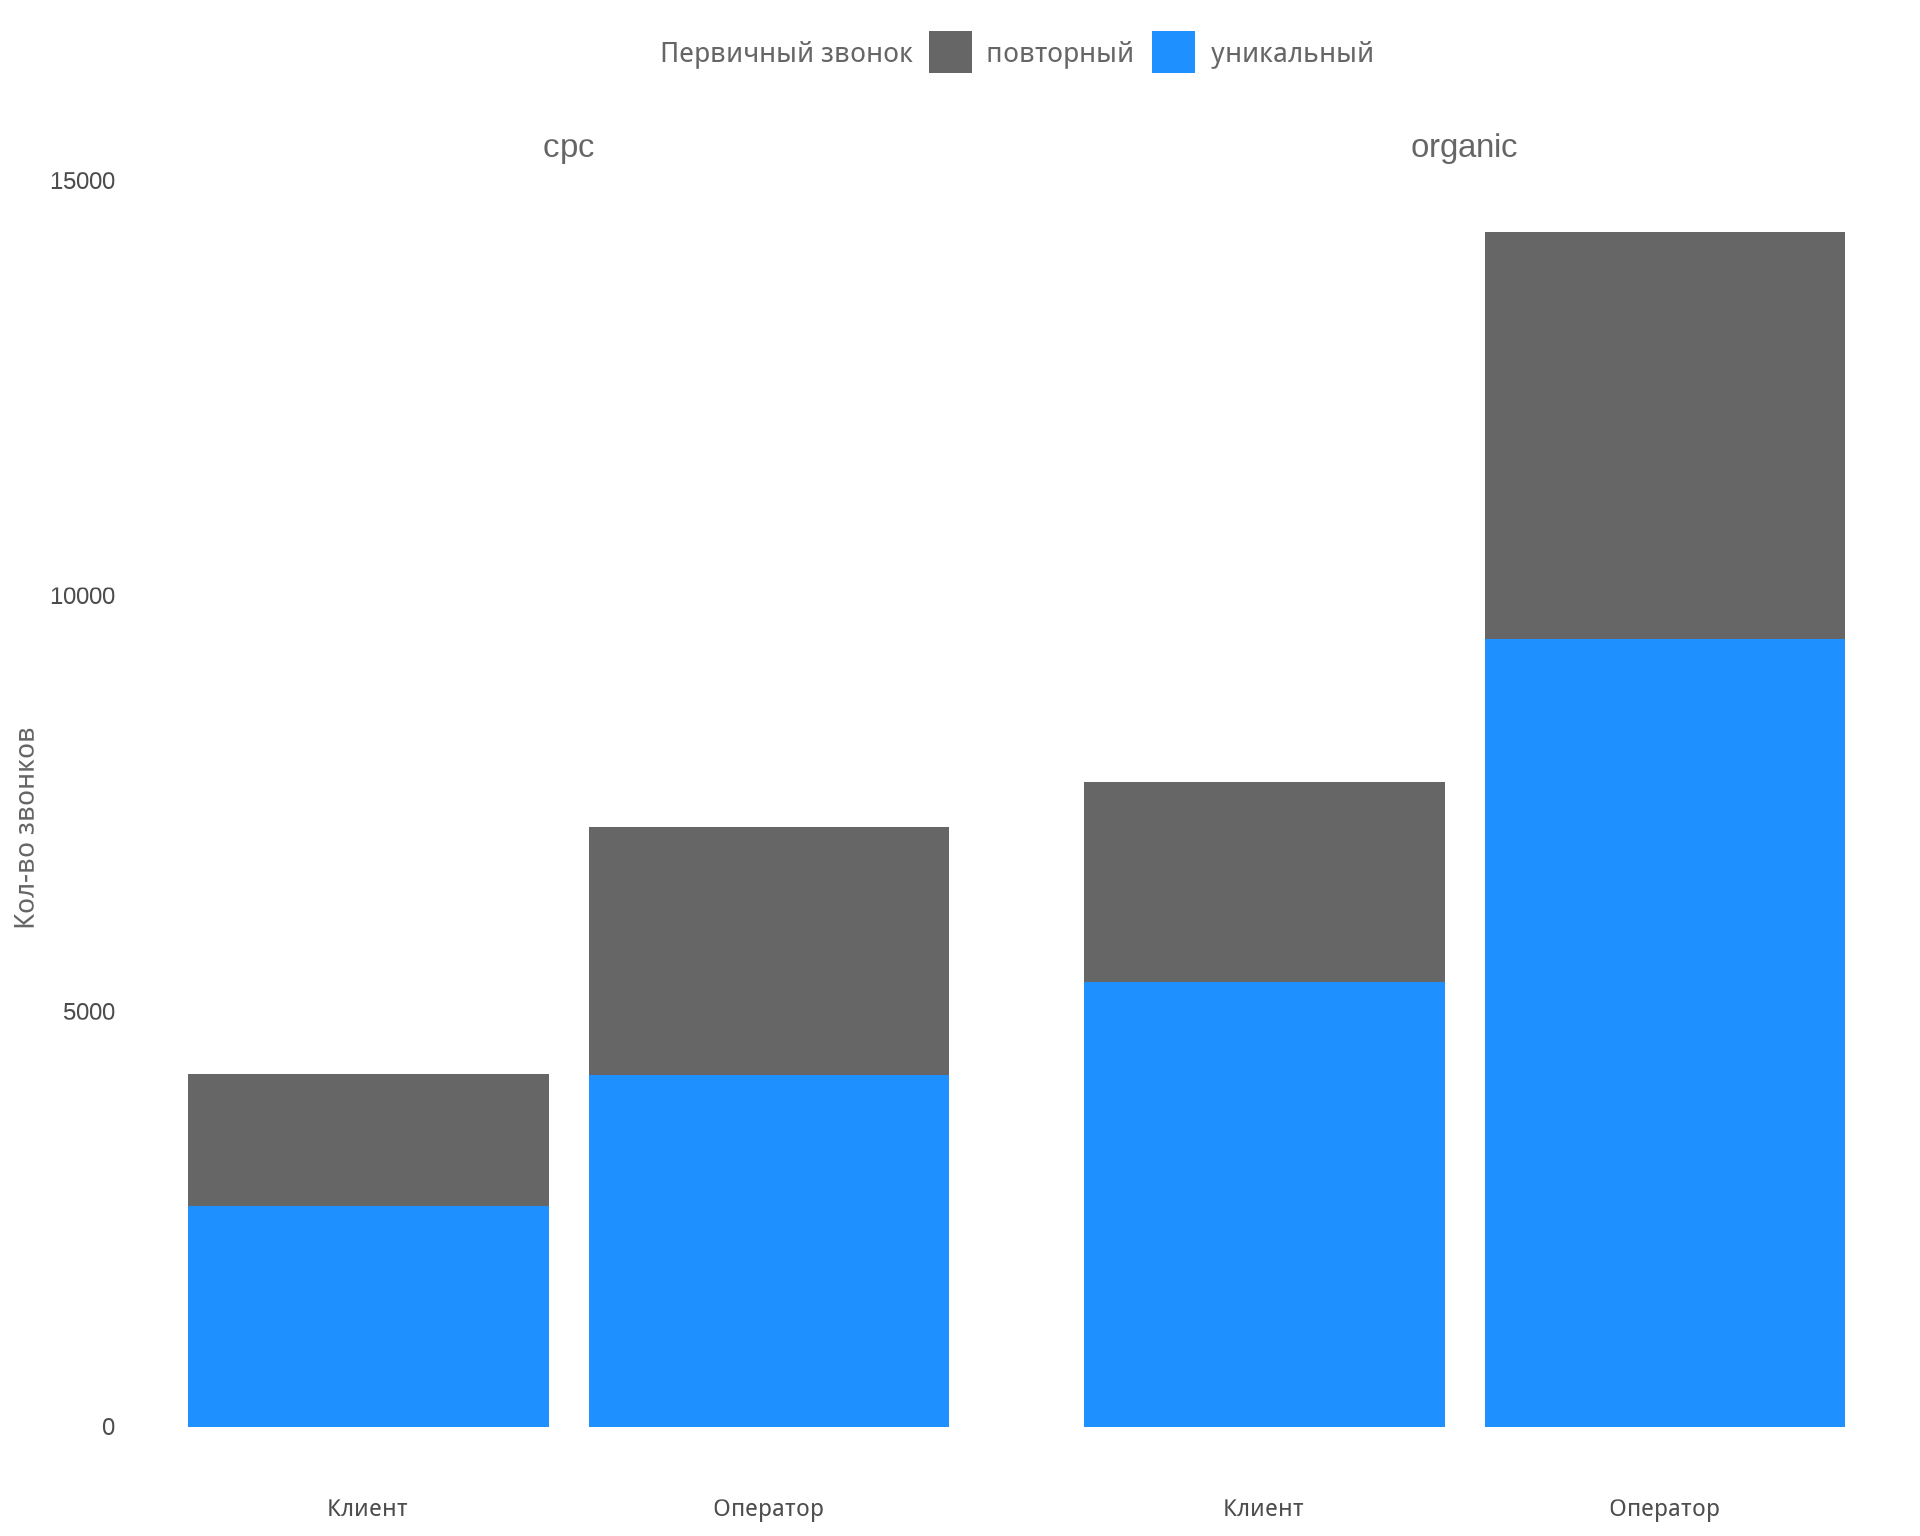 Первичный звонок повторный уникальный
cpc organic
15000
10000
5000
0
Кол-во звонков
Клиент Оператор Клиент Оператор